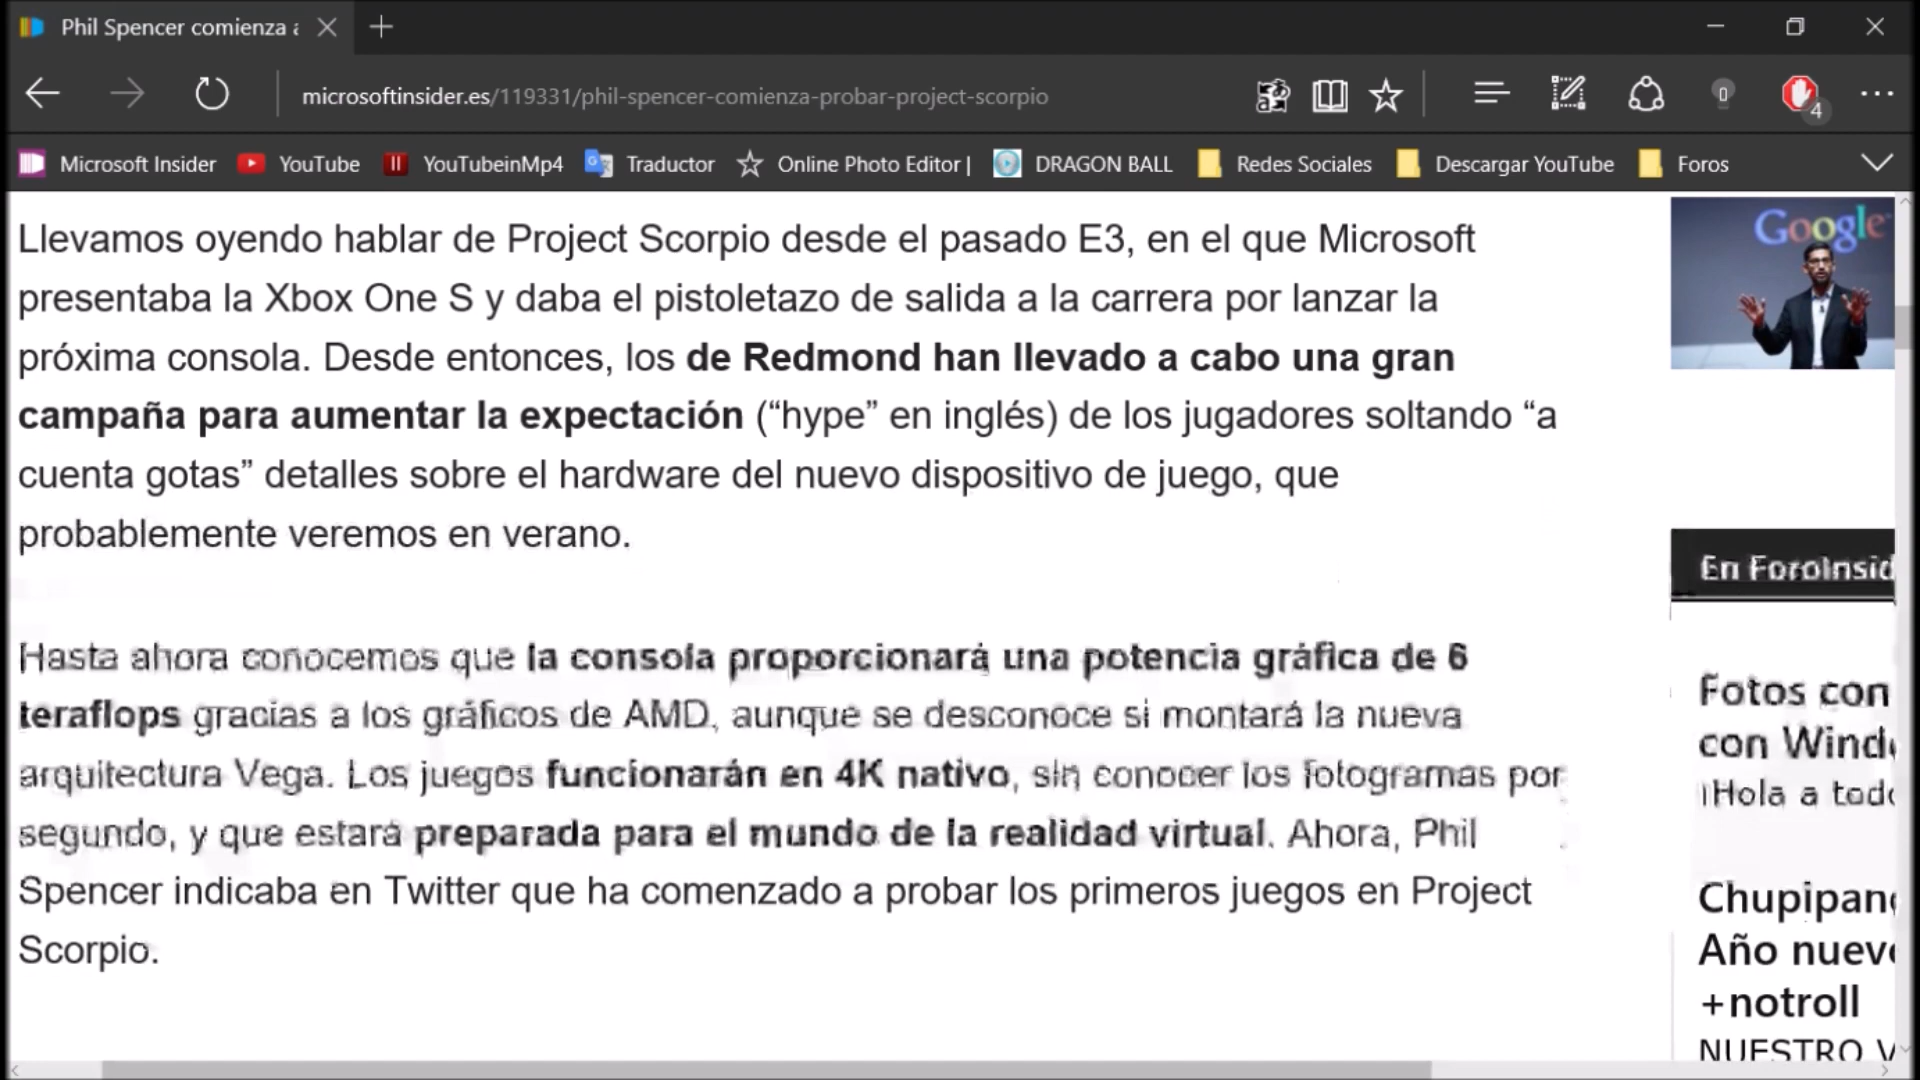 Phil Spencer comienza a
microsoftinsider.es/119331/phil-spencer-comienza-probar-project-scorpio
4
Microsoft Insider YouTube YouTubeinMp4 Traductor Online Photo Editor | DRAGON BALL Redes Sociales Descargar YouTube Foros
Llevamos oyendo hablar de Project Scorpio desde el pasado E3, en el que Microsoft
presentaba la Xbox One S y daba el pistoletazo de salida a la carrera por lanzar la
próxima consola. Desde entonces, los de Redmond han llevado a cabo una gran
campaña para aumentar la expectación (“hype” en inglés) de los jugadores soltando “a
cuenta gotas” detalles sobre el hardware del nuevo dispositivo de juego, que
probablemente veremos en verano.
Hasta ahora conocemos que la consola proporcionará una potencia gráfica de 6
teraflops gracias a los gráficos de AMD, aunque se desconoce si montará la nueva
arquitectura Vega. Los juegos funcionarán en 4K nativo, sin conocer los fotogramas por
segundo, y que estará preparada para el mundo de la realidad virtual. Ahora, Phil
Spencer indicaba en Twitter que ha comenzado a probar los primeros juegos en Project
Scorpio.
Google
En ForoInsid
Fotos con
con Wind
¡Hola a todo
Chupipan
Año nuev
+notroll
NUESTRO V